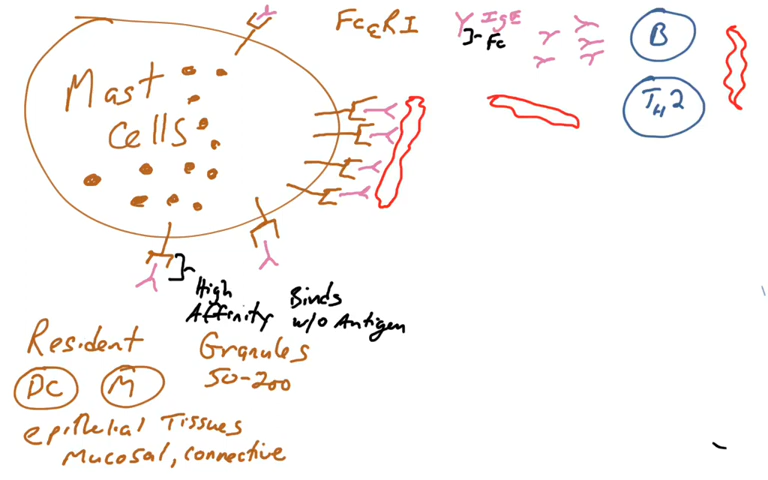 FcεRI
IgE
Fc
B
TH2
Mast
Cells
High
Affinity
Binds
w/o Antigen
Resident
DC
M
Granules
50-200
epithelial Tissues
Mucosal, connective